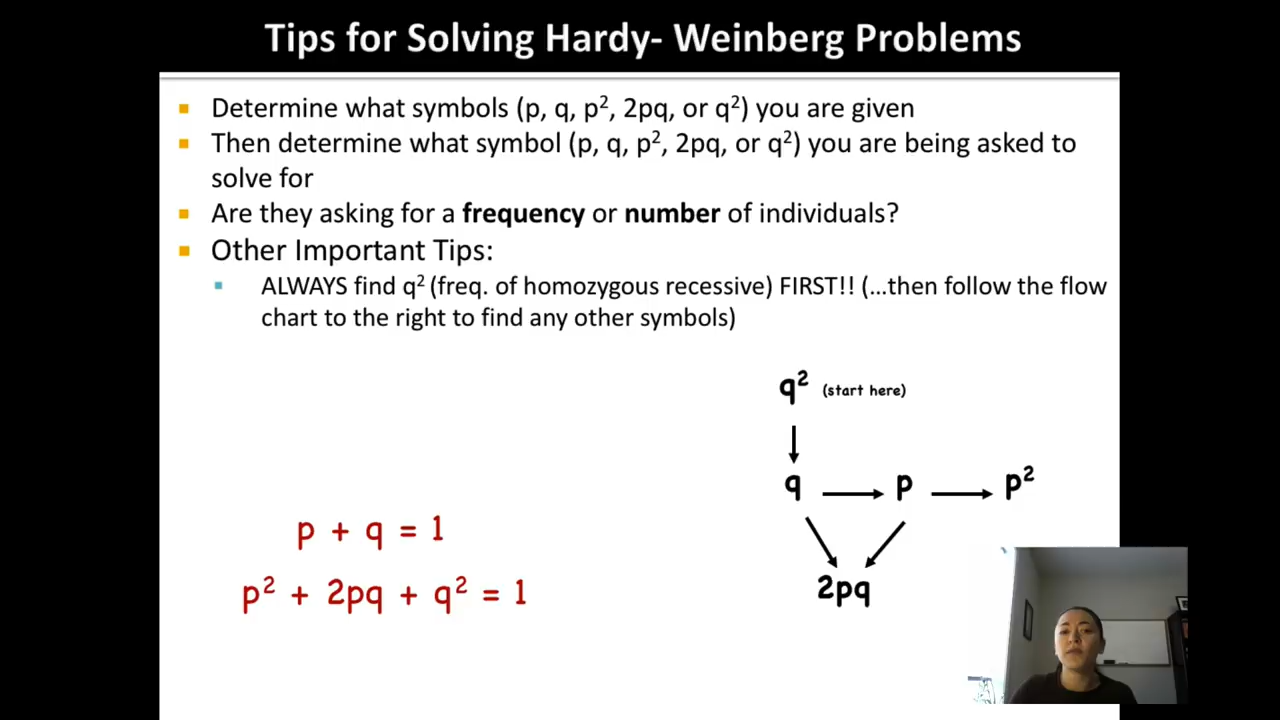 Tips for Solving Hardy- Weinberg Problems
Determine what symbols (p, q, p², 2pq, or q²) you are given
Then determine what symbol (p, q, p², 2pq, or q²) you are being asked to
solve for
Are they asking for a frequency or number of individuals?
Other Important Tips:
ALWAYS find q² (freq. of homozygous recessive) FIRST!! (...then follow the flow
chart to the right to find any other symbols)
q² (start here)
q p p²
2pq
p + q = 1
p² + 2pq + q² = 1